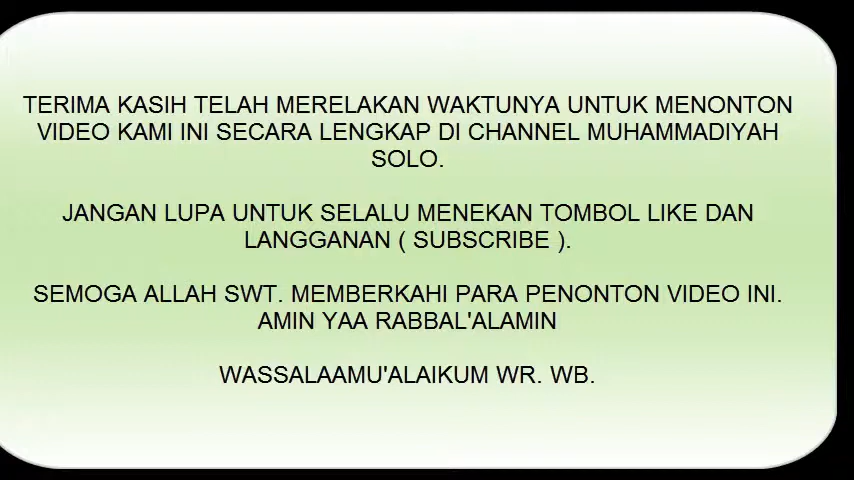 TERIMA KASIH TELAH MERELAKAN WAKTUNYA UNTUK MENONTON
VIDEO KAMI INI SECARA LENGKAP DI CHANNEL MUHAMMADIYAH
SOLO.
JANGAN LUPA UNTUK SELALU MENEKAN TOMBOL LIKE DAN
LANGGANAN ( SUBSCRIBE ).
SEMOGA ALLAH SWT. MEMBERKAHI PARA PENONTON VIDEO INI.
AMIN YAA RABBAL'ALAMIN
WASSALAAMU'ALAIKUM WR. WB.